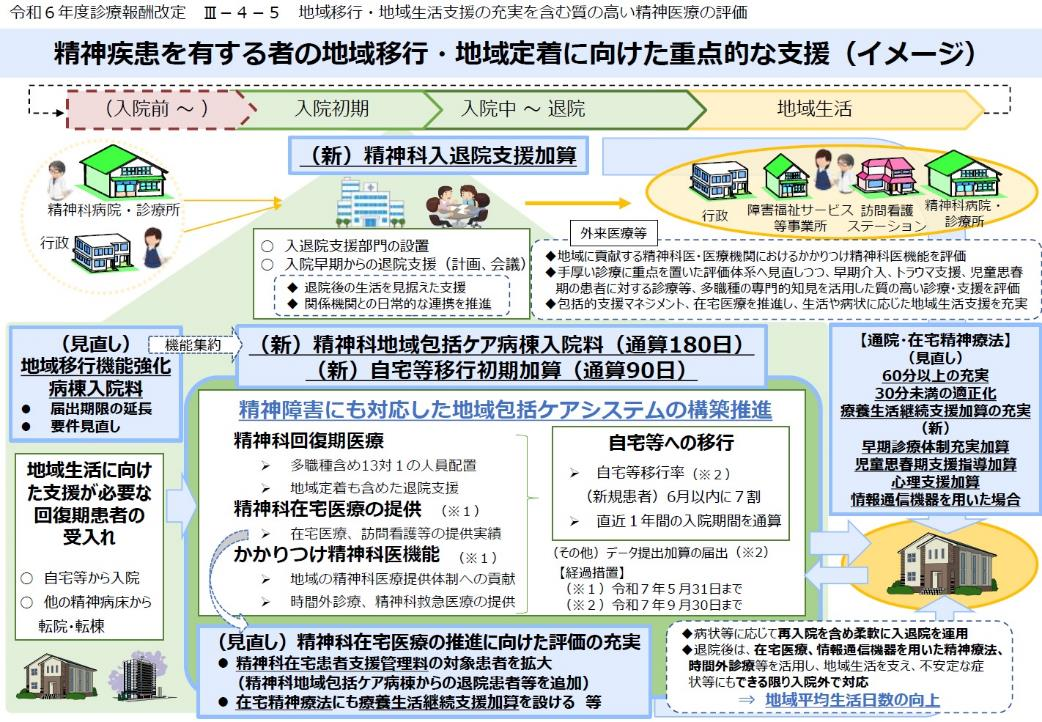 令和６年度診療報酬改定　Ⅲ－４－５　地域移行・地域生活支援の充実を含む質の高い精神医療の評価
精神疾患を有する者の地域移行・地域定着に向けた重点的な支援（イメージ）
（入院前 ～ ）
入院初期
入院中 ～ 退院
地域生活
（新）精神科入退院支援加算
精神科病院・診療所
行政
行政
障害福祉サービス
等事業所
訪問看護
ステーション
精神科病院・
診療所
○　入退院支援部門の設置
○　入院早期からの退院支援（計画、会議）
◆　退院後の生活を見据えた支援
◆　関係機関との日常的な連携を推進
外来医療等
◆地域に貢献する精神科医・医療機関におけるかかりつけ精神科医機能を評価
◆手厚い診療に重点を置いた評価体系へ見直しつつ、早期介入、トラウマ支援、児童思春
期の患者に対する診療等、多職種の専門的知見を活用した質の高い診療・支援を評価
◆包括的支援マネジメント、在宅医療を推進し、生活や病状に応じた地域生活支援を充実
（見直し）
地域移行機能強化
病棟入院料
●　届出期限の延長
●　要件見直し
機能集約
（新）精神科地域包括ケア病棟入院料（通算180日）
（新）自宅等移行初期加算（通算90日）
精神障害にも対応した地域包括ケアシステムの構築推進
精神科回復期医療
➢　多職種含め13対１の人員配置
➢　地域定着も含めた退院支援
精神科在宅医療の提供　（※１）
➢　在宅医療、訪問看護等の提供実績
かかりつけ精神科医機能　（※１）
➢　地域の精神科医療提供体制への貢献
➢　時間外診療、精神科救急医療の提供
自宅等への移行
➢　自宅等移行率（※２）
（新規患者）6月以内に７割
➢　直近１年間の入院期間を通算
（その他）データ提出加算の届出（※２）
【経過措置】
（※１）令和７年５月31日まで
（※２）令和７年９月30日まで
【通院・在宅精神療法】
（見直し）
60分以上の充実
30分未満の適正化
療養生活継続支援加算の充実
（新）
早期診療体制充実加算
児童思春期支援指導加算
心理支援加算
情報通信機器を用いた場合
地域生活に向け
た支援が必要な
回復期患者の
受入れ
○　自宅等から入院
○　他の精神病床から
転院・転棟
（見直し）精神科在宅医療の推進に向けた評価の充実
●　精神科在宅患者支援管理料の対象患者を拡大
（精神科地域包括ケア病棟からの退院患者等を追加）
●　在宅精神療法にも療養生活継続支援加算を設ける　等
◆病状等に応じて再入院を含め柔軟に入退院を運用
◆退院後は、在宅医療、情報通信機器を用いた精神療法、
時間外診療等を活用し、地域生活を支え、不安定な症
状等にもできる限り入院外で対応
⇒　地域平均生活日数の向上